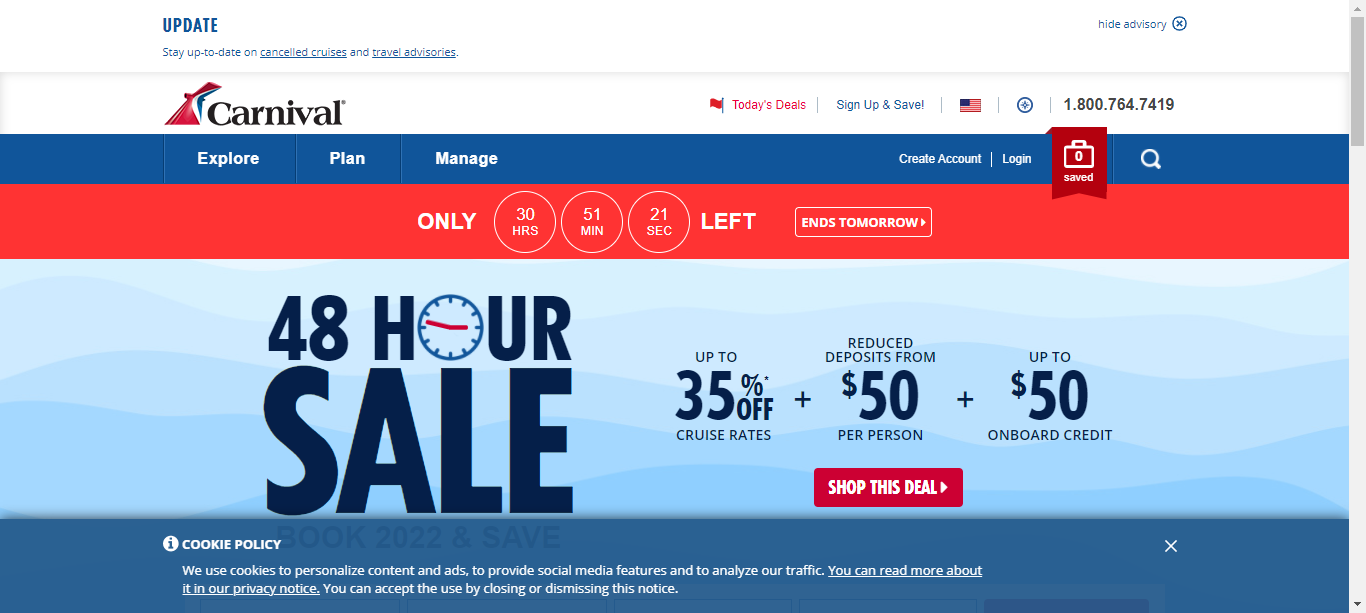 UPDATE
hide advisory
Stay up-to-date on cancelled cruises and travel advisories.
Carnival®
Today's Deals
Sign Up & Save!
1.800.764.7419
Explore
Plan
Manage
Create Account
Login
0
saved
ONLY
30
HRS
51
MIN
21
SEC
LEFT
ENDS TOMORROW
48 HOUR
SALE
UP TO
35%* OFF
CRUISE RATES
+
REDUCED
DEPOSITS FROM
$50
PER PERSON
+
UP TO
$50
ONBOARD CREDIT
SHOP THIS DEAL
BOOK 2022 & SAVE
COOKIE POLICY
We use cookies to personalize content and ads, to provide social media features and to analyze our traffic. You can read more about
it in our privacy notice. You can accept the use by closing or dismissing this notice.